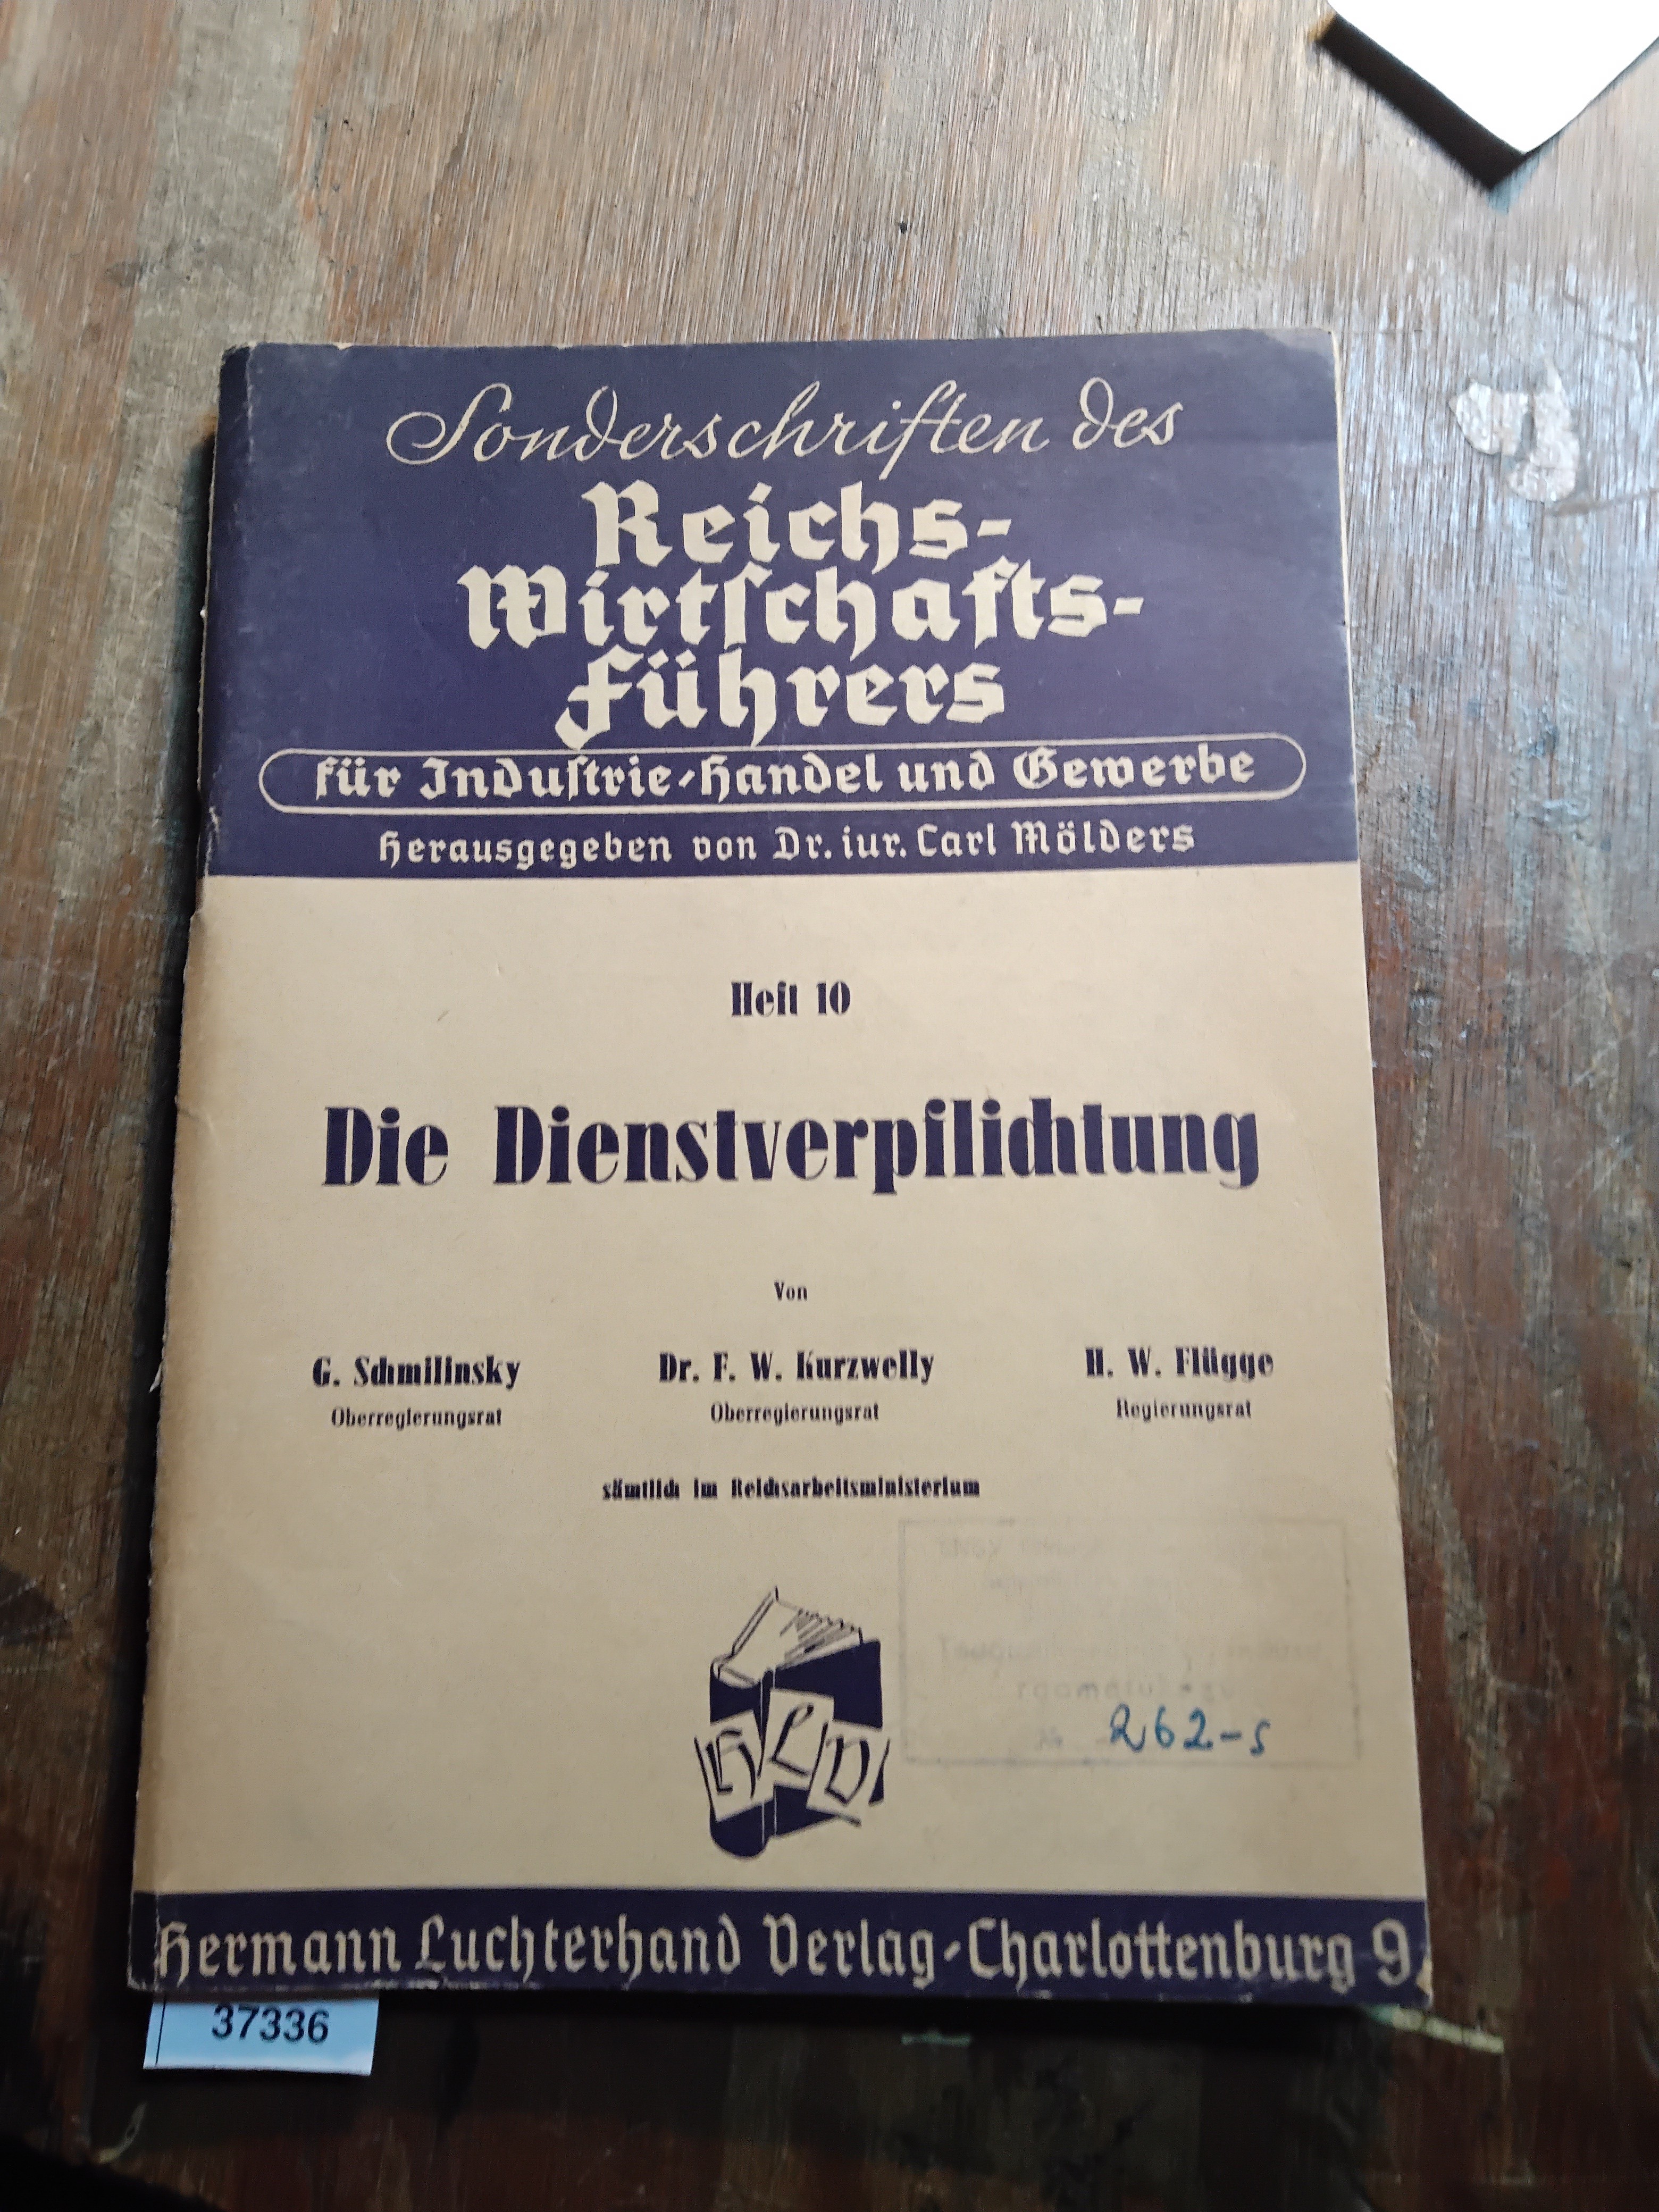 Sonderschriften des
Reichs-
Wirtſchafts-
Führers
für Induſtrie-Handel und Gewerbe
Herausgegeben von Dr. iur. Carl Mölders
Heft 10
Die Dienstverpflichtung
Von
G. Schmilinsky
Dr. F. W. Kurzwelly
H. W. Flügge
Oberregierungsrat
Oberregierungsrat
Regierungsrat
sämtlich im Reichsarbeitsministerium
HLV
262-s
Hermann Luchterhand Verlag-Charlottenburg 9
37336